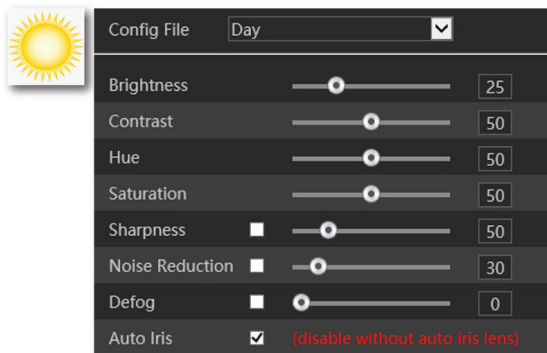 Config File Day
Brightness 25
Contrast 50
Hue 50
Saturation 50
Sharpness 50
Noise Reduction 30
Defog 0
Auto Iris (disable without auto iris lens)